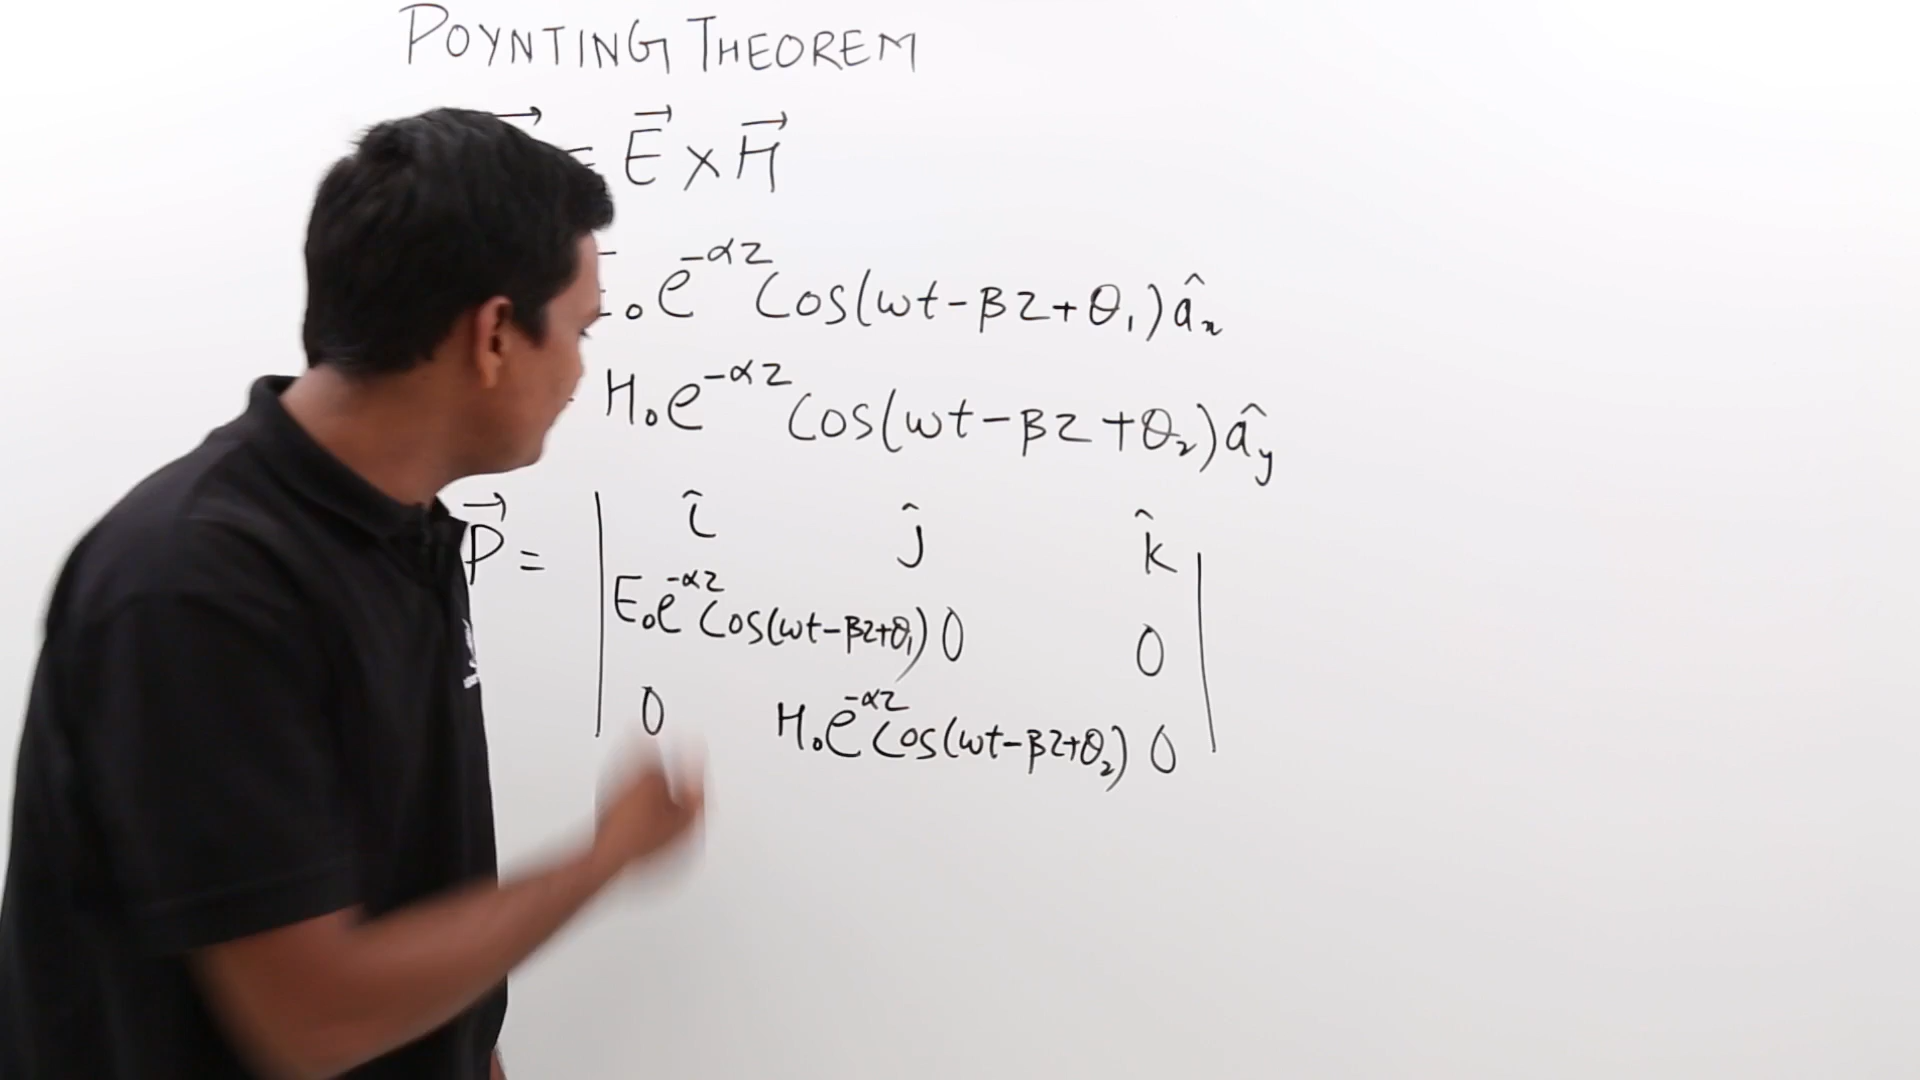 POYNTING THEOREM
= E⃗ × H⃗
E₀e^{-αz} Cos(ωt-βz+θ₁) âₓ
H₀e^{-αz} Cos(ωt-βz+θ₂) â_y
P⃗ = | î ĵ k̂ |
E₀e^{-αz} Cos(ωt-βz+θ₁) 0 0
0 H₀e^{-αz} Cos(ωt-βz+θ₂) 0